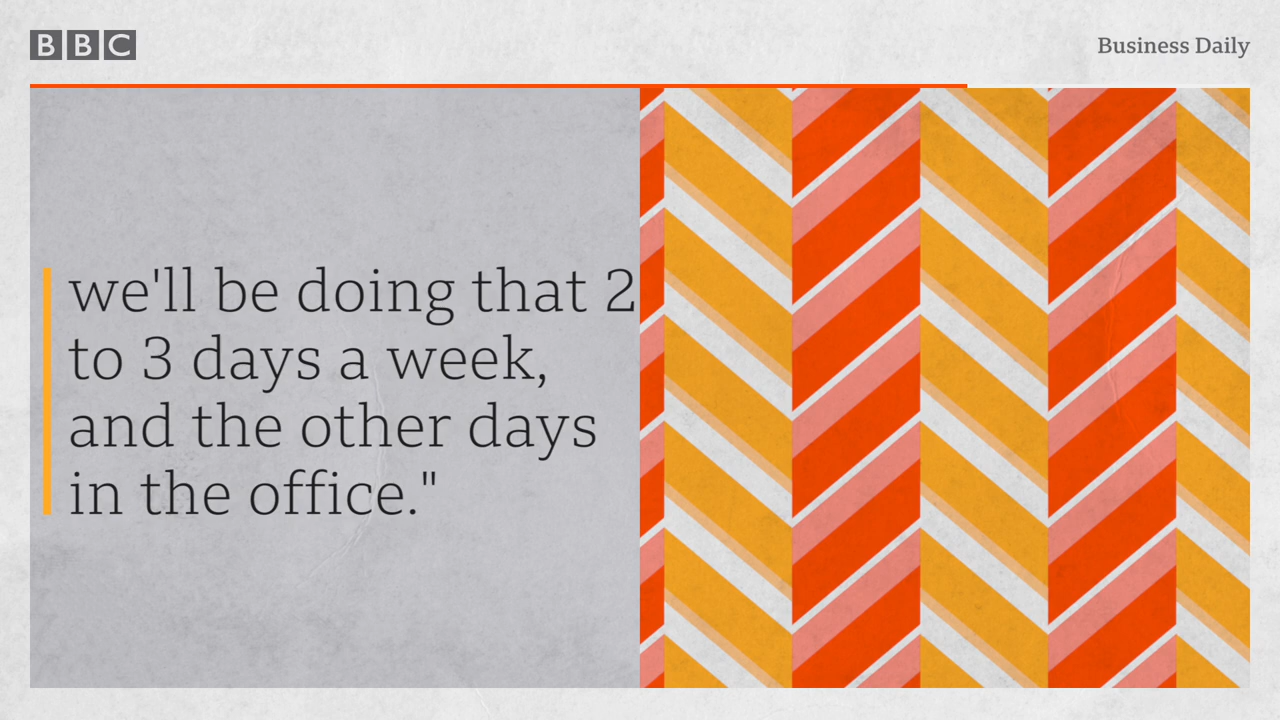 BBC
Business Daily
we'll be doing that 2
to 3 days a week,
and the other days
in the office."